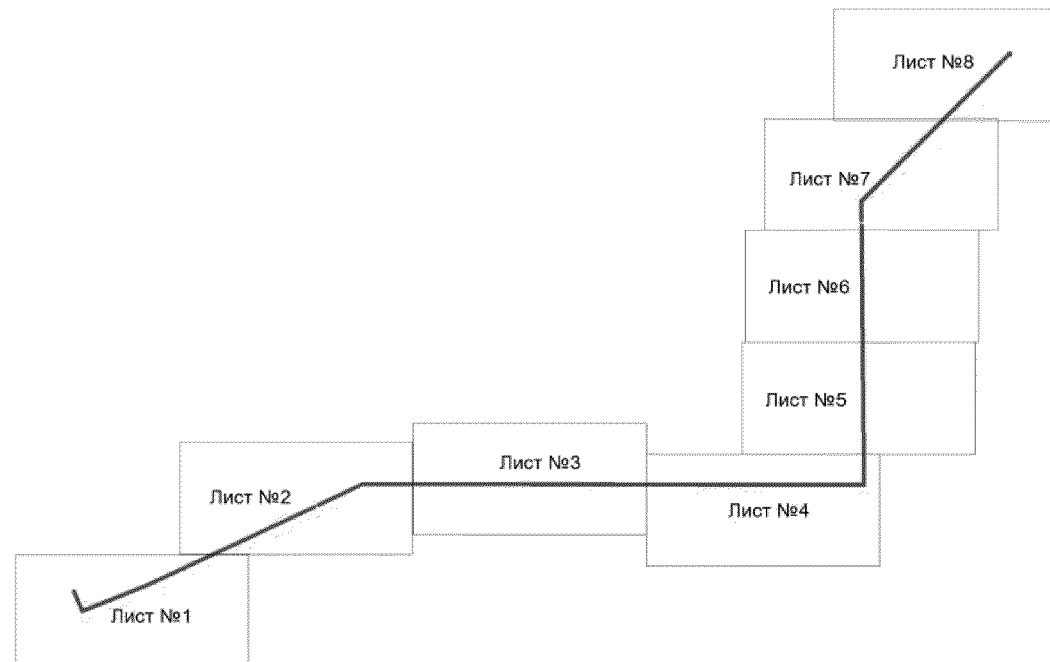 Лист №8
Лист №7
Лист №6
Лист №5
Лист №3
Лист №2
Лист №4
Лист №1